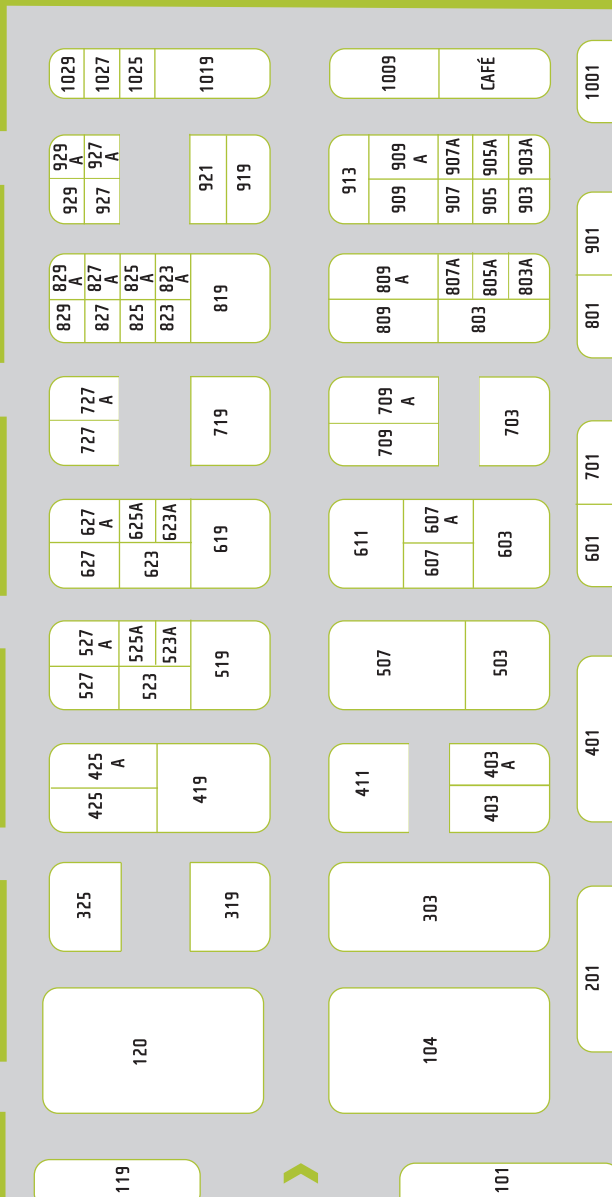 1029
1027
1025
1019
1009
CAFÉ
1001
929
A
927
A
929
927
921
919
913
909
A
909
907A
905A
903A
907
905
903
901
829
A
827
A
825
A
823
A
829
827
825
823
819
809
A
809
807A
805A
803A
803
801
727
A
727
719
709
A
709
703
701
627
A
625A
623A
627
623
619
611
607
A
607
603
601
527
A
525A
523A
527
523
519
507
503
425
A
425
419
411
403
A
403
401
325
319
303
201
120
104
119
101